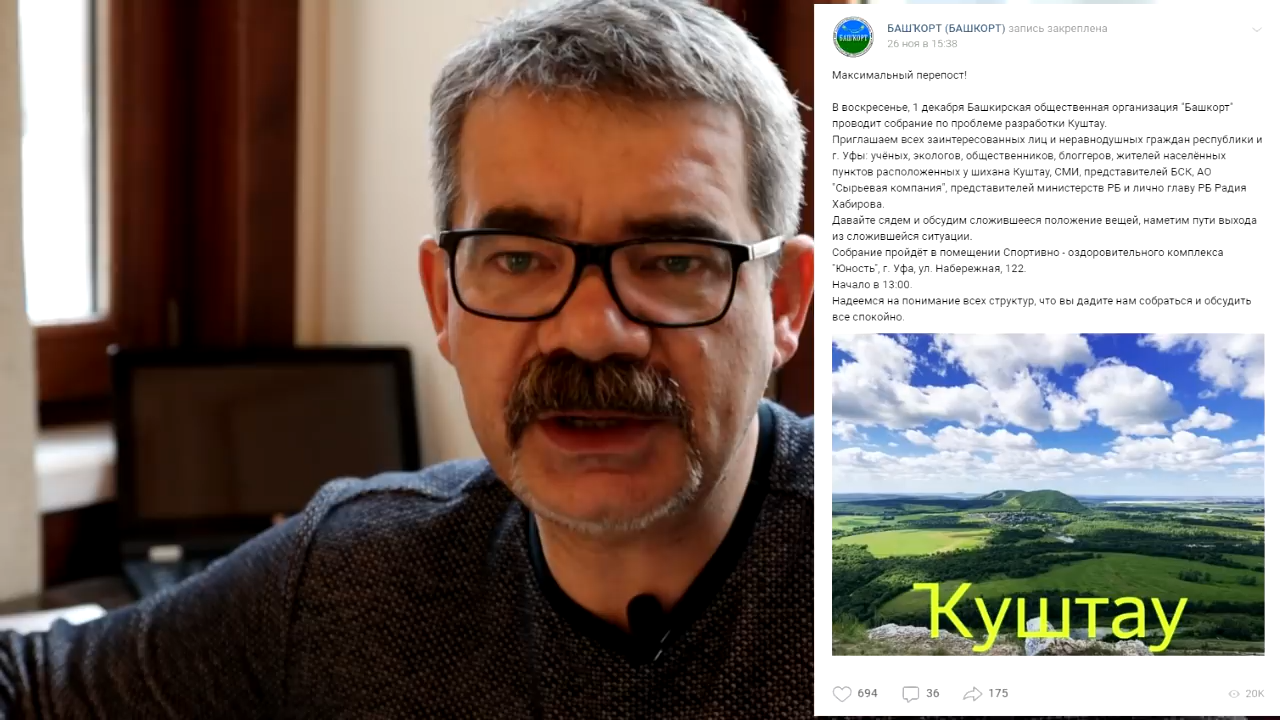 БАШҠОРТ (БАШКОРТ) запись закреплена
БАШҠОРТ
26 ноя в 15:38
Максимальный перепост!
В воскресенье, 1 декабря Башкирская общественная организация "Башкорт"
проводит собрание по проблеме разработки Куштау.
Приглашаем всех заинтересованных лиц и неравнодушных граждан республики и
г. Уфы: учёных, экологов, общественников, блоггеров, жителей населённых
пунктов расположенных у шихана Куштау, СМИ, представителей БСК, АО
"Сырьевая компания", представителей министерств РБ и лично главу РБ Радия
Хабирова.
Давайте сядем и обсудим сложившееся положение вещей, наметим пути выхода
из сложившейся ситуации.
Собрание пройдёт в помещении Спортивно - оздоровительного комплекса
"Юность", г. Уфа, ул. Набережная, 122.
Начало в 13:00.
Надеемся на понимание всех структур, что вы дадите нам собраться и обсудить
все спокойно.
Ҡуштау
694 36 175 20K